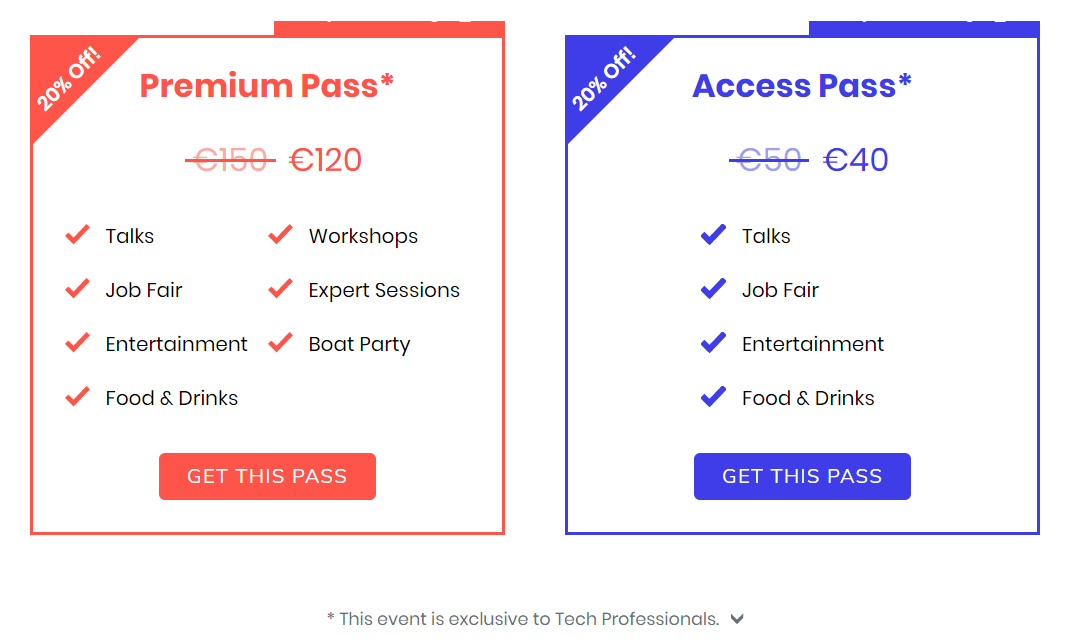 20% Off!
Premium Pass*
€150 €120
Talks
Job Fair
Entertainment
Food & Drinks
Workshops
Expert Sessions
Boat Party
GET THIS PASS
20% Off!
Access Pass*
€50 €40
Talks
Job Fair
Entertainment
Food & Drinks
GET THIS PASS
* This event is exclusive to Tech Professionals.